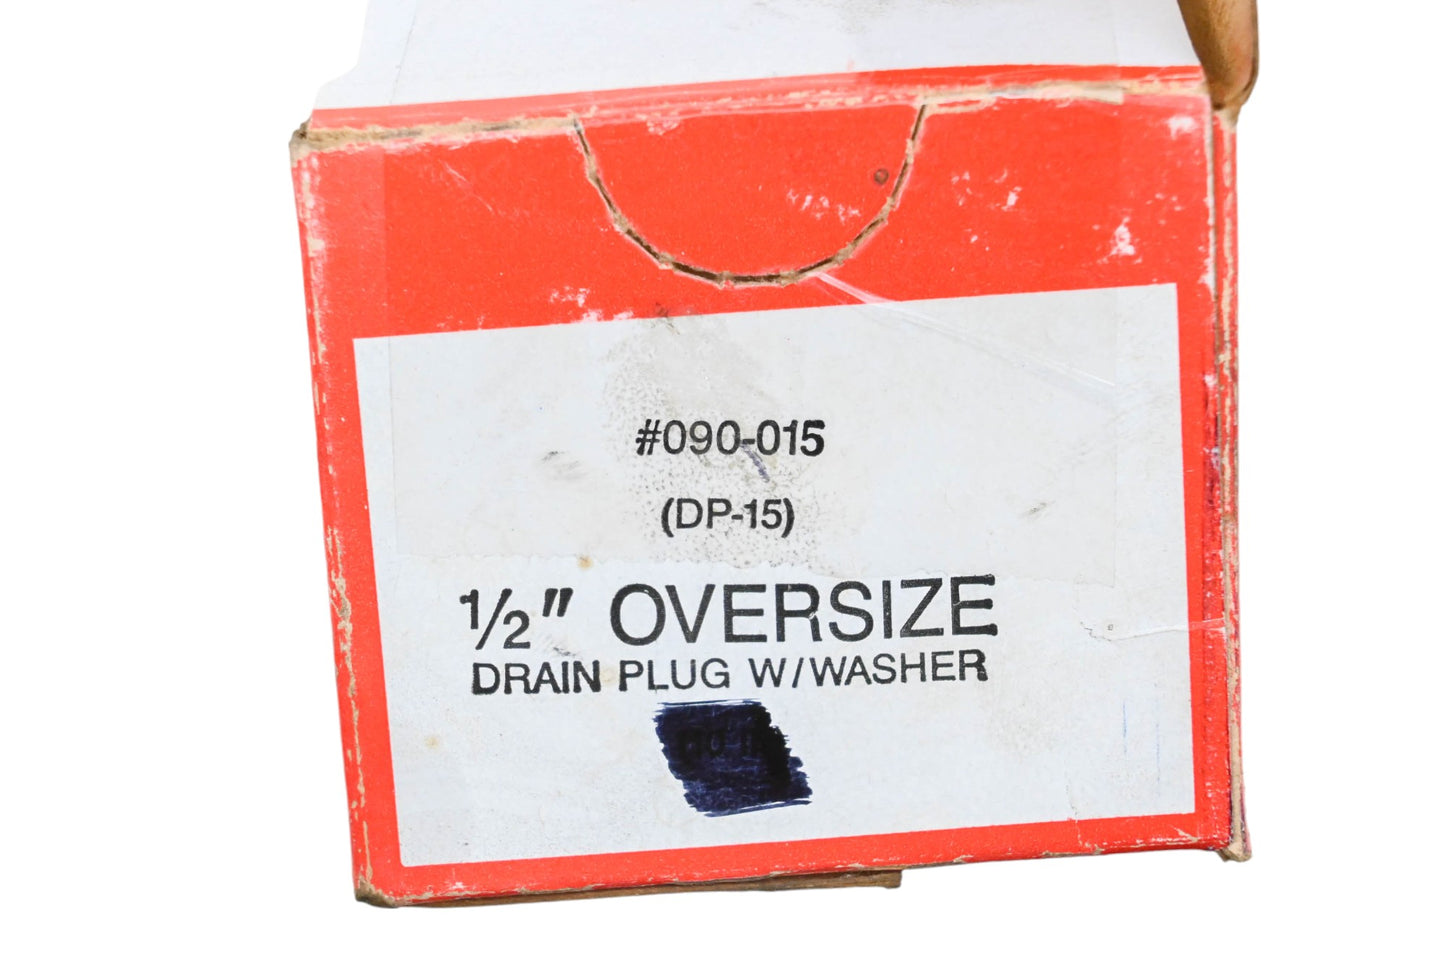 #090-015
(DP-15)
1/2" OVERSIZE
DRAIN PLUG W/WASHER